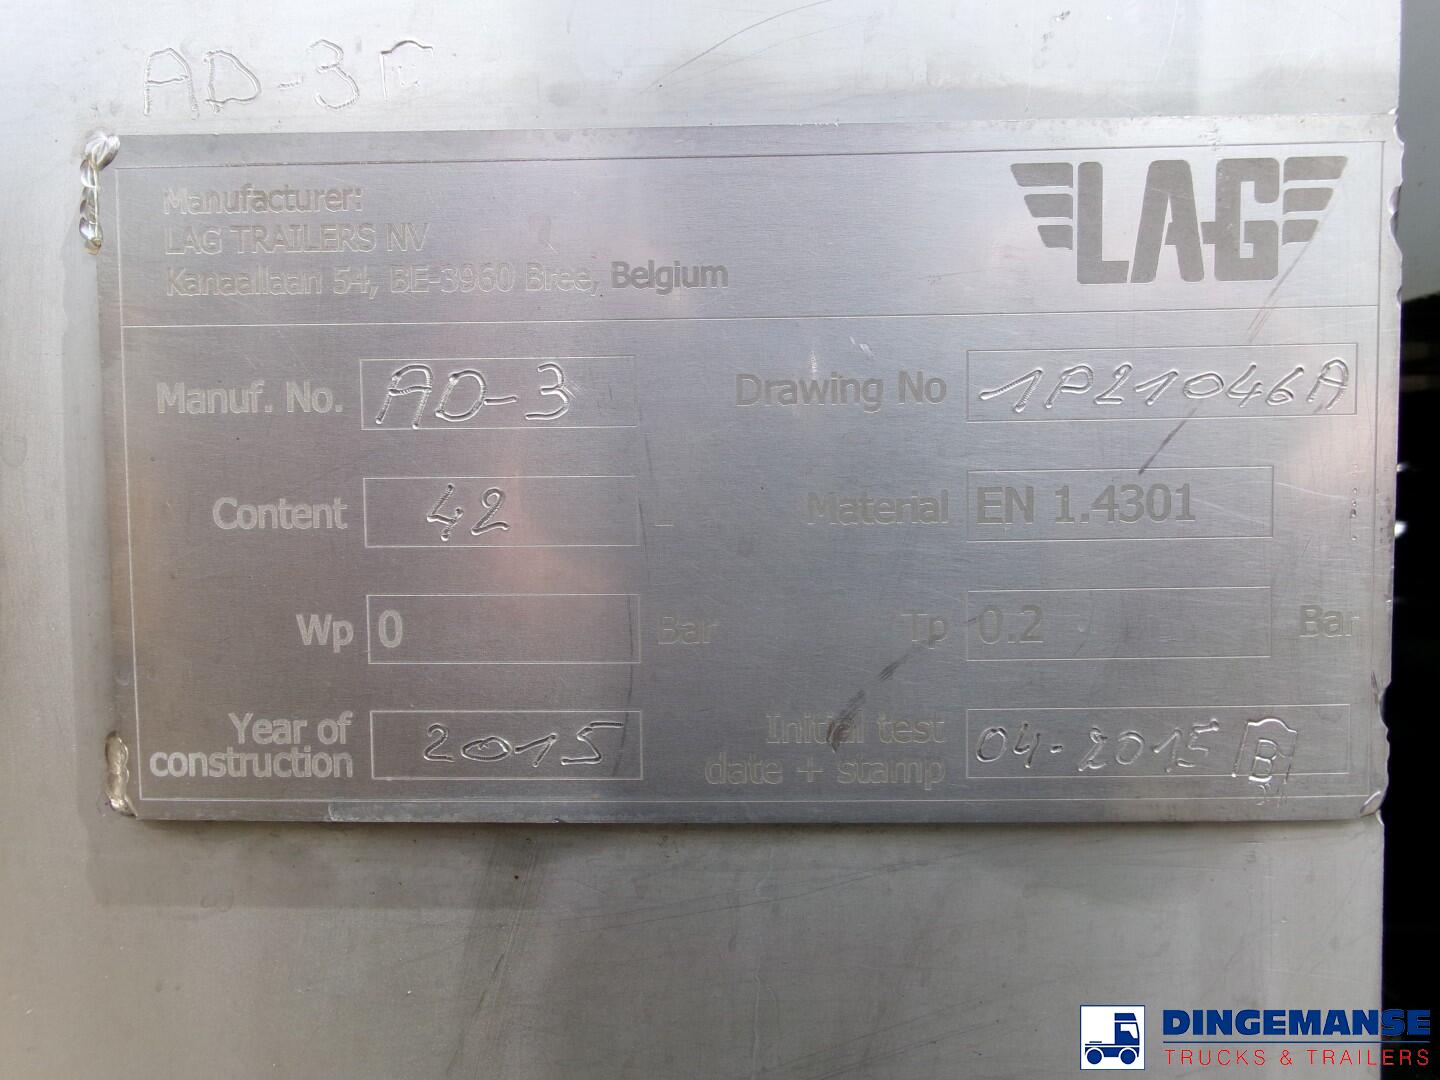 AD-3
Manufacturer:
LAG TRAILERS NV
Kanaallaan 54, BE-3960 Bree, Belgium
LAG
Manuf. No. AD-3
Drawing No 1P21046A
Content 42
Material EN 1.4301
Wp 0 Bar
Tp 0.2 Bar
Year of
construction 2015
Initial test
date + stamp 04-2015 B
DINGEMANSE
TRUCKS & TRAILERS